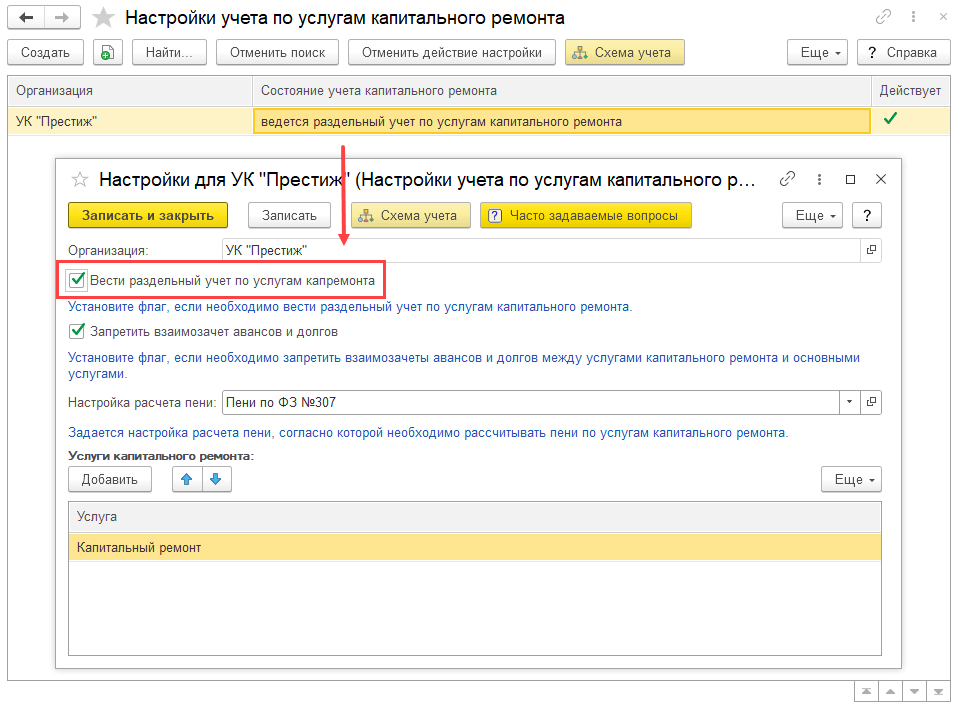 Настройки учета по услугам капитального ремонта
Создать Найти... Отменить поиск Отменить действие настройки Схема учета Еще ? Справка
Организация Состояние учета капитального ремонта Действует
УК "Престиж" ведется раздельный учет по услугам капитального ремонта
Настройки для УК "Престиж" (Настройки учета по услугам капитального р...
Записать и закрыть Записать Схема учета ? Часто задаваемые вопросы Еще ?
Организация: УК "Престиж"
Вести раздельный учет по услугам капремонта
Установите флаг, если необходимо вести раздельный учет по услугам капитального ремонта.
Запретить взаимозачет авансов и долгов
Установите флаг, если необходимо запретить взаимозачеты авансов и долгов между услугами капитального ремонта и основными
услугами.
Настройка расчета пени: Пени по ФЗ №307
Задается настройка расчета пени, согласно которой необходимо рассчитывать пени по услугам капитального ремонта.
Услуги капитального ремонта:
Добавить Еще
Услуга
Капитальный ремонт